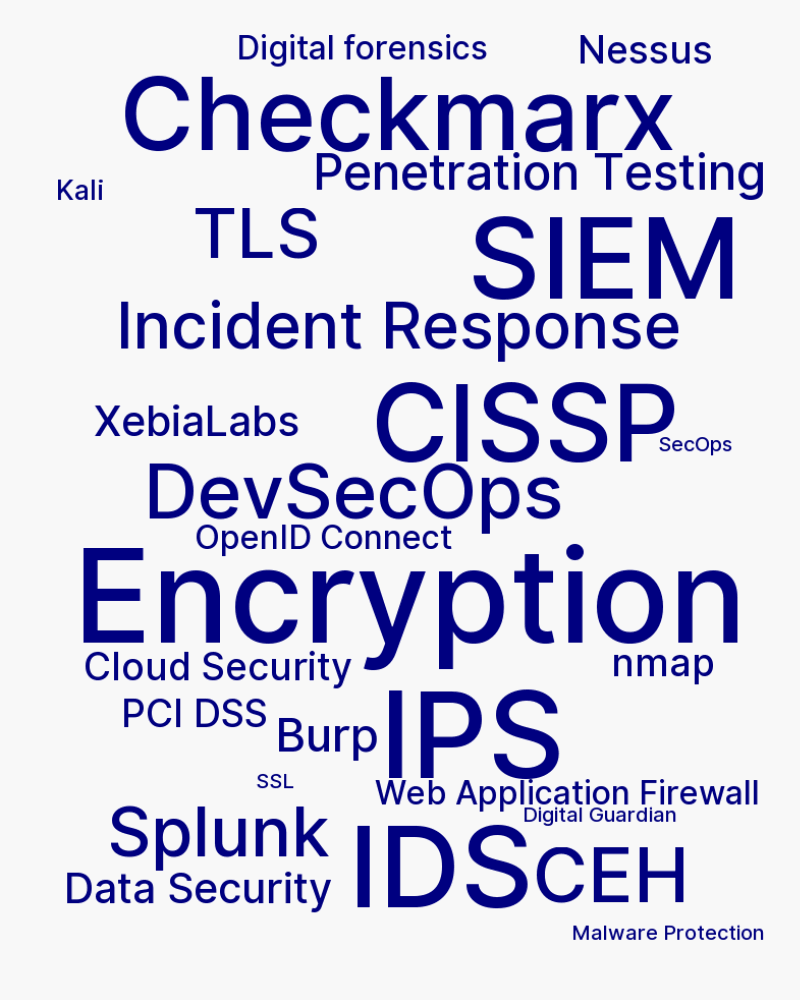 Digital forensics
Nessus
Checkmarx
Penetration Testing
Kali
TLS
SIEM
Incident Response
CISSP
XebiaLabs
SecOps
DevSecOps
OpenID Connect
Encryption
Cloud Security
nmap
PCI DSS
Burp
IPS
SSL
Web Application Firewall
Digital Guardian
Splunk
IDS
CEH
Data Security
Malware Protection